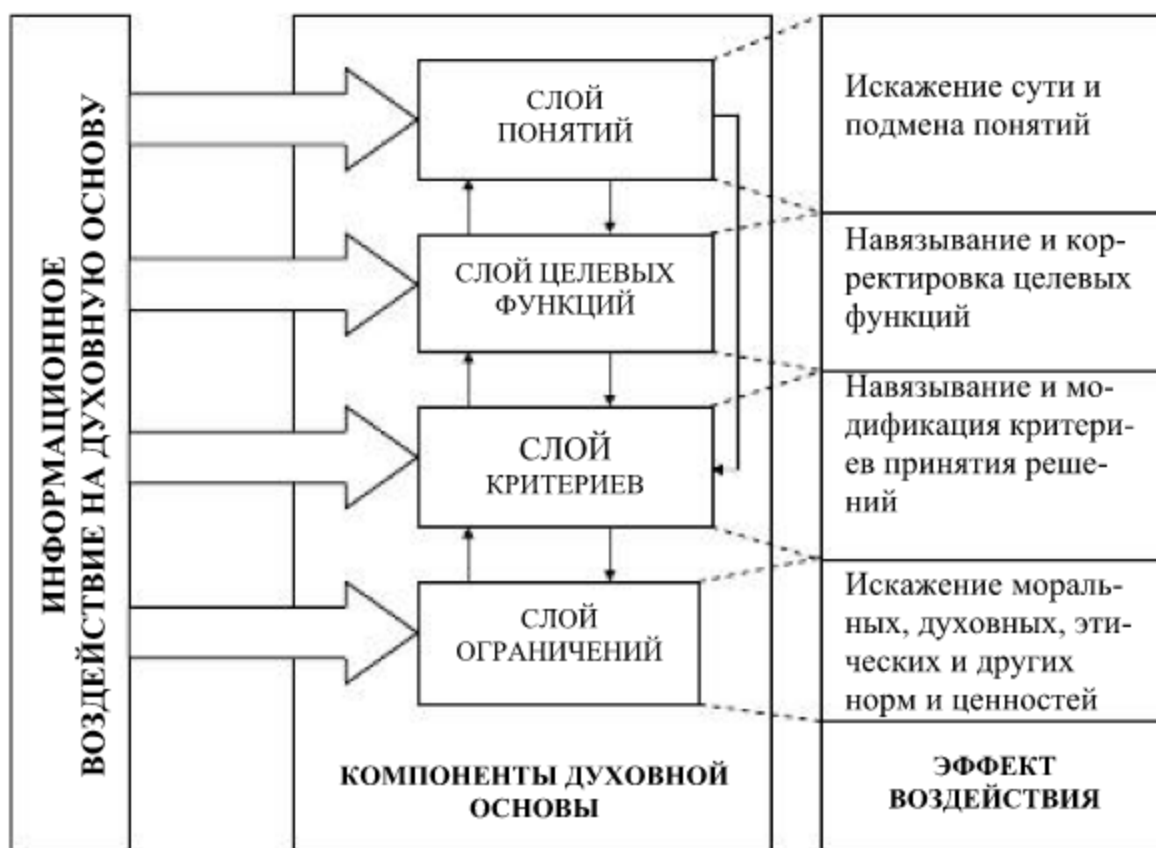 ИНФОРМАЦИОННОЕ
ВОЗДЕЙСТВИЕ НА ДУХОВНУЮ ОСНОВУ
СЛОЙ
ПОНЯТИЙ
СЛОЙ ЦЕЛЕВЫХ
ФУНКЦИЙ
СЛОЙ
КРИТЕРИЕВ
СЛОЙ
ОГРАНИЧЕНИЙ
КОМПОНЕНТЫ ДУХОВНОЙ
ОСНОВЫ
Искажение сути и
подмена понятий
Навязывание и кор-
ректировка целевых
функций
Навязывание и мо-
дификация критери-
ев принятия реше-
ний
Искажение мораль-
ных, духовных, эти-
ческих и других
норм и ценностей
ЭФФЕКТ
ВОЗДЕЙСТВИЯ